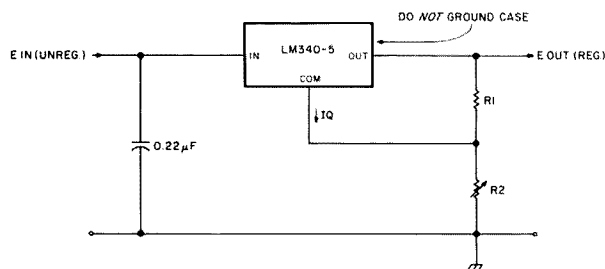 DO NOT GROUND CASE
E IN (UNREG.)
IN
LM340-5
OUT
E OUT (REG.)
COM
R1
IQ
0.22μF
R2